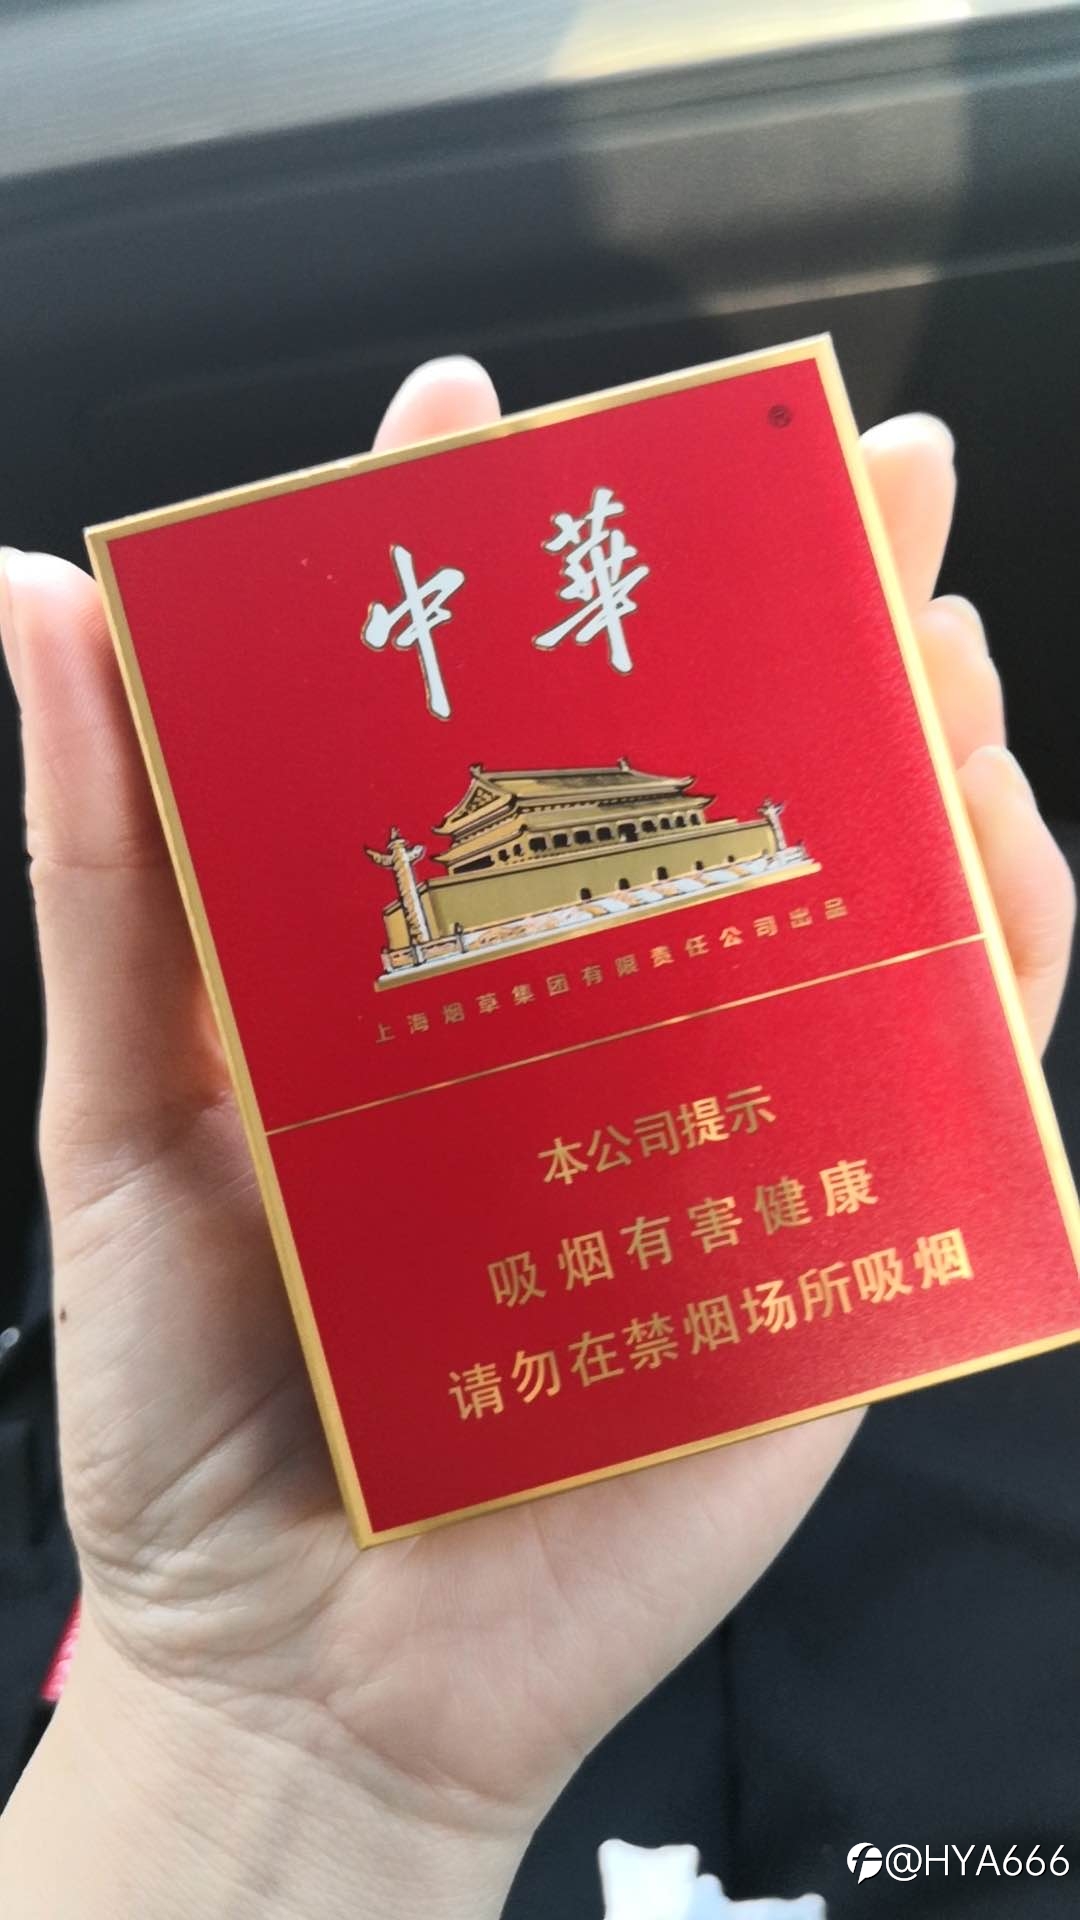 中華
上海烟草集团有限责任公司出品
本公司提示
吸烟有害健康
请勿在禁烟场所吸烟
@HYA666